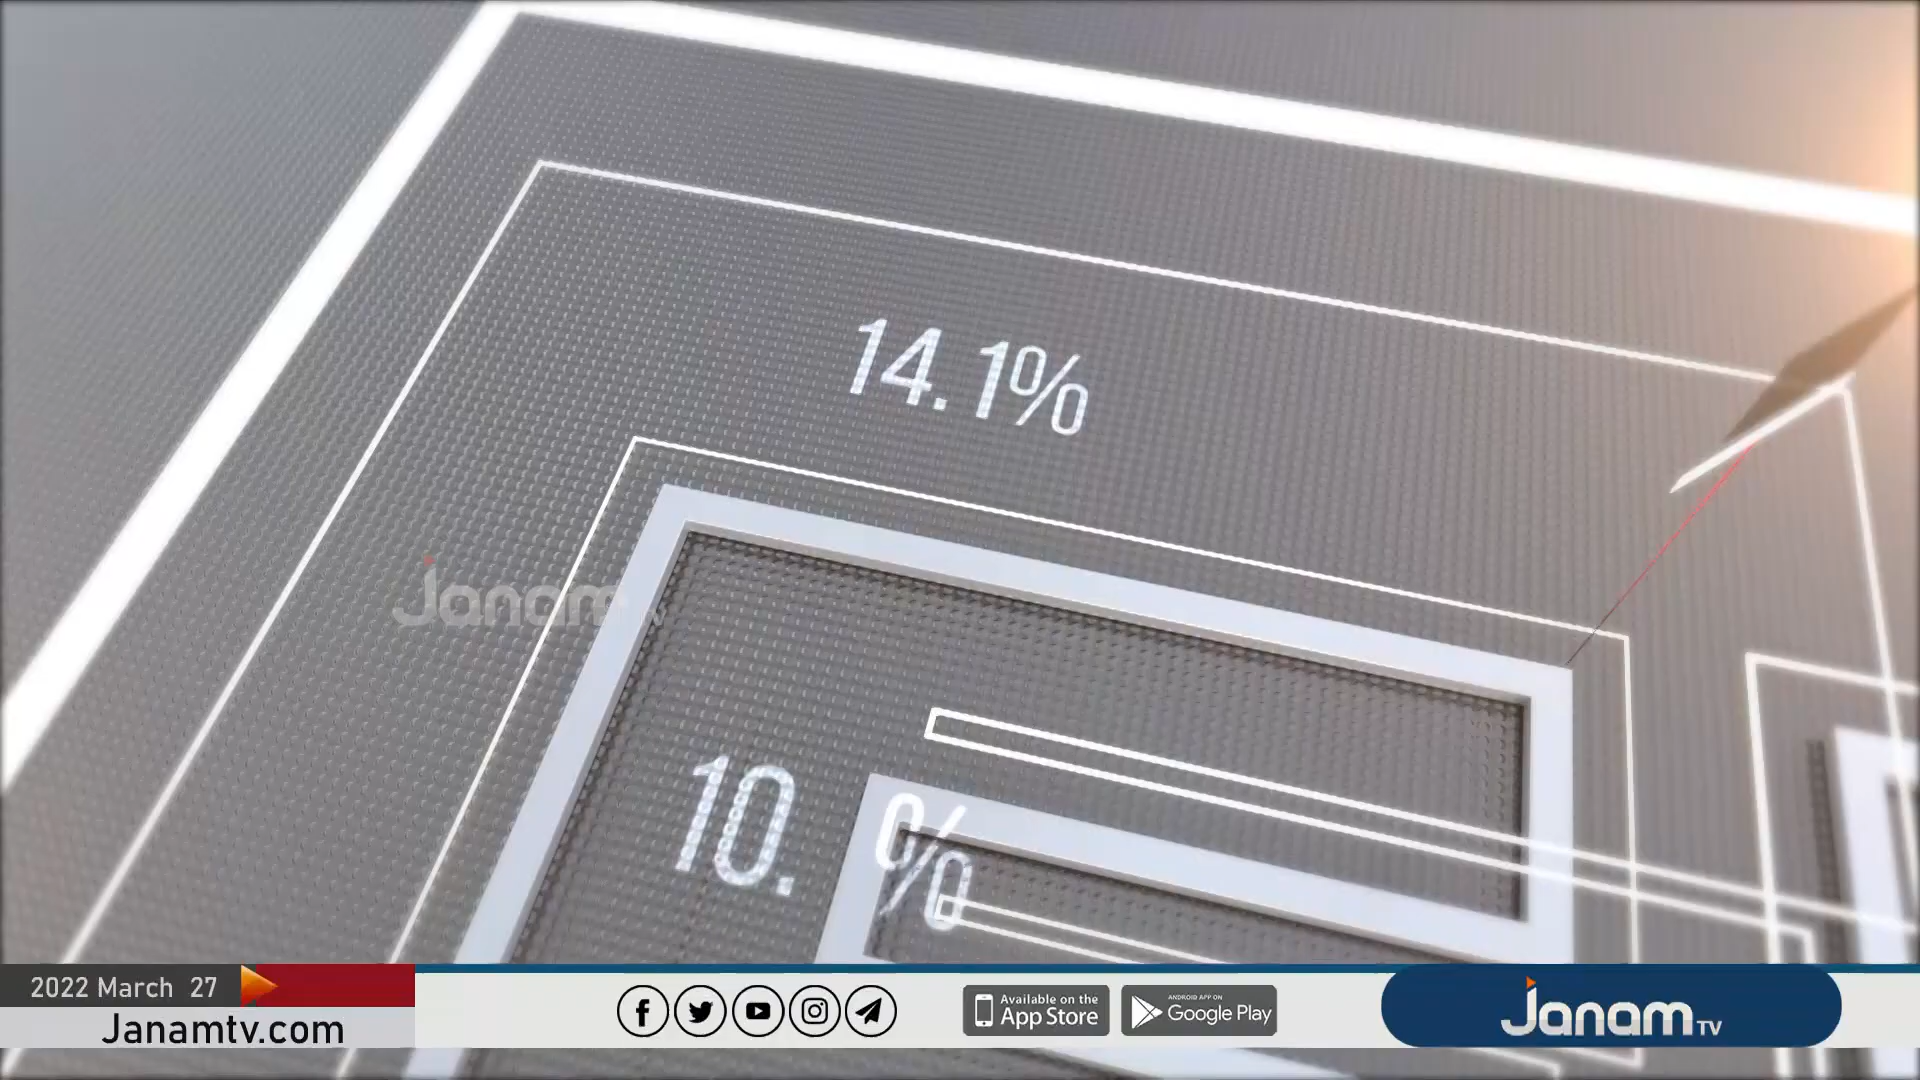 14.1%
Janam TV
10. %
2022 March 27
Janamtv.com
Available on the
App Store
ANDROID APP ON
Google Play
Janam TV